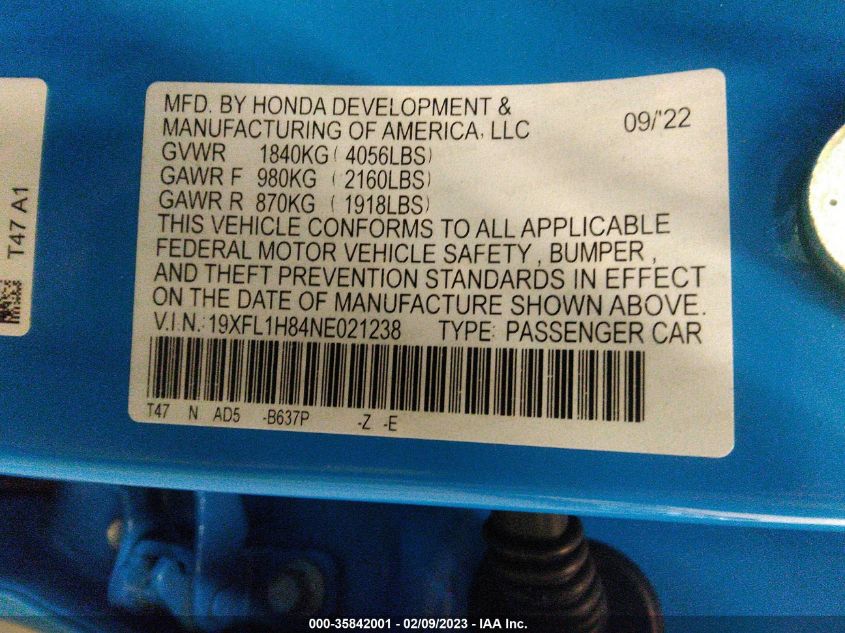 MFD. BY HONDA DEVELOPMENT &
MANUFACTURING OF AMERICA, LLC 09/'22
GVWR 1840KG ( 4056LBS)
GAWR F 980KG ( 2160LBS)
GAWR R 870KG ( 1918LBS)
THIS VEHICLE CONFORMS TO ALL APPLICABLE
FEDERAL MOTOR VEHICLE SAFETY , BUMPER ,
AND THEFT PREVENTION STANDARDS IN EFFECT
ON THE DATE OF MANUFACTURE SHOWN ABOVE.
V.I.N.: 19XFL1H84NE021238 TYPE: PASSENGER CAR
T47 N AD5 -B637P -Z -E
T47 A1
000-35842001 - 02/09/2023 - IAA Inc.